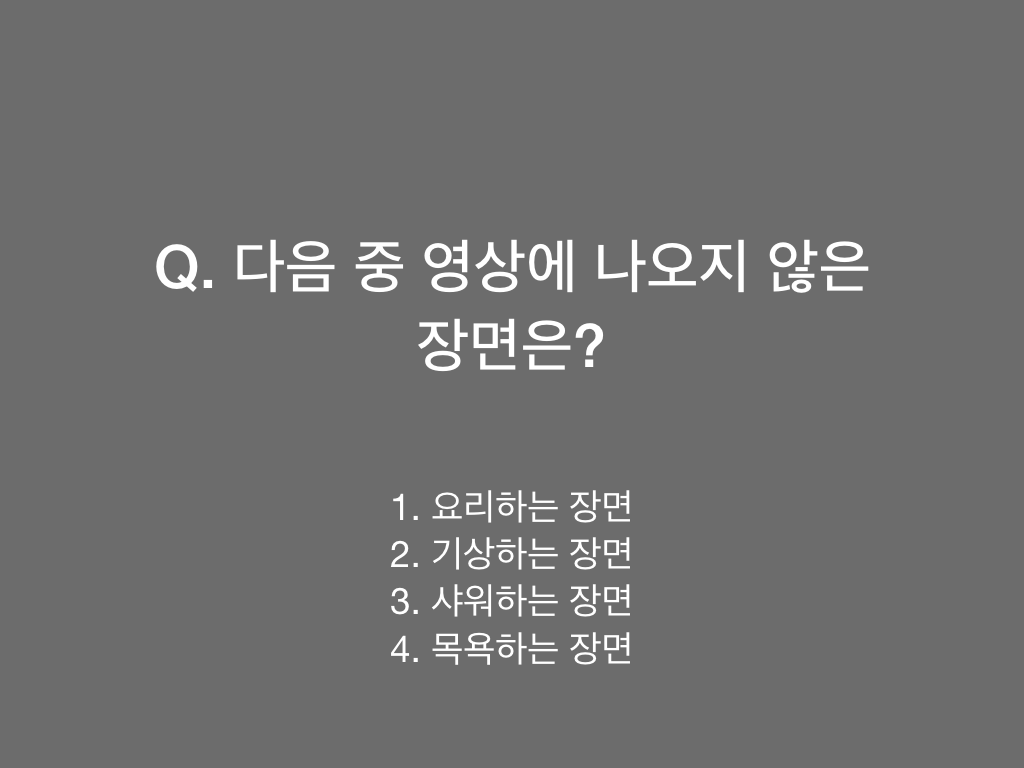 Q. 다음 중 영상에 나오지 않은
장면은?
1. 요리하는 장면
2. 기상하는 장면
3. 샤워하는 장면
4. 목욕하는 장면